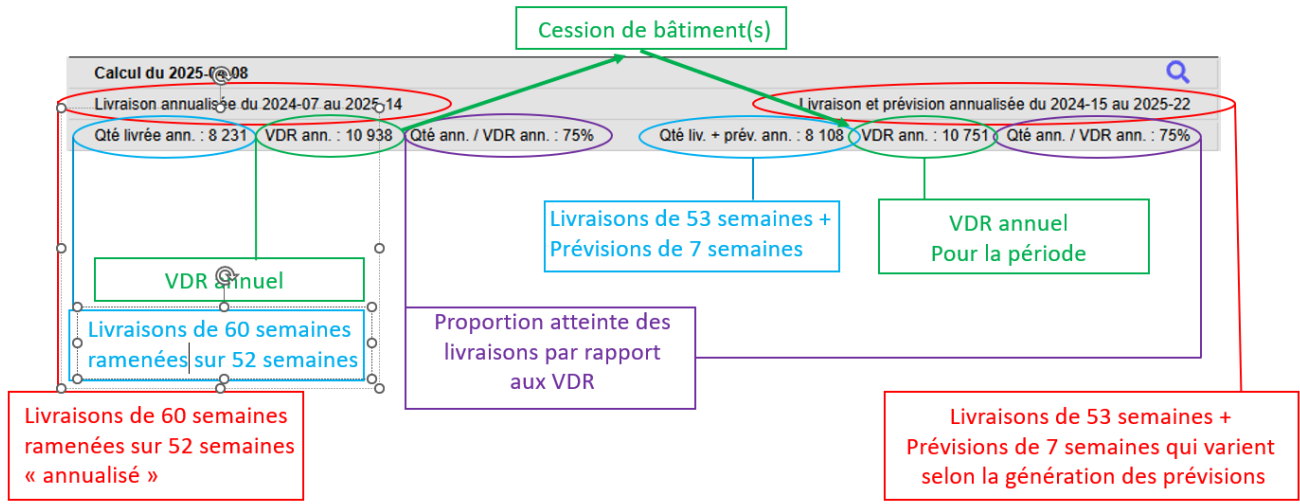 Cession de bâtiment(s)
Calcul du 2025-04-08
Livraison annualisée du 2024-07 au 2025-14
Livraison et prévision annualisée du 2024-15 au 2025-22
Qté livrée ann. : 8 231 VDR ann. : 10 938 Qté ann. / VDR ann. : 75%
Qté liv. + prév. ann. : 8 108 VDR ann. : 10 751 Qté ann. / VDR ann. : 75%
Livraisons de 53 semaines +
Prévisions de 7 semaines
VDR annuel
Pour la période
VDR annuel
Livraisons de 60 semaines
ramenées sur 52 semaines
Proportion atteinte des
livraisons par rapport
aux VDR
Livraisons de 60 semaines
ramenées sur 52 semaines
« annualisé »
Livraisons de 53 semaines +
Prévisions de 7 semaines qui varient
selon la génération des prévisions